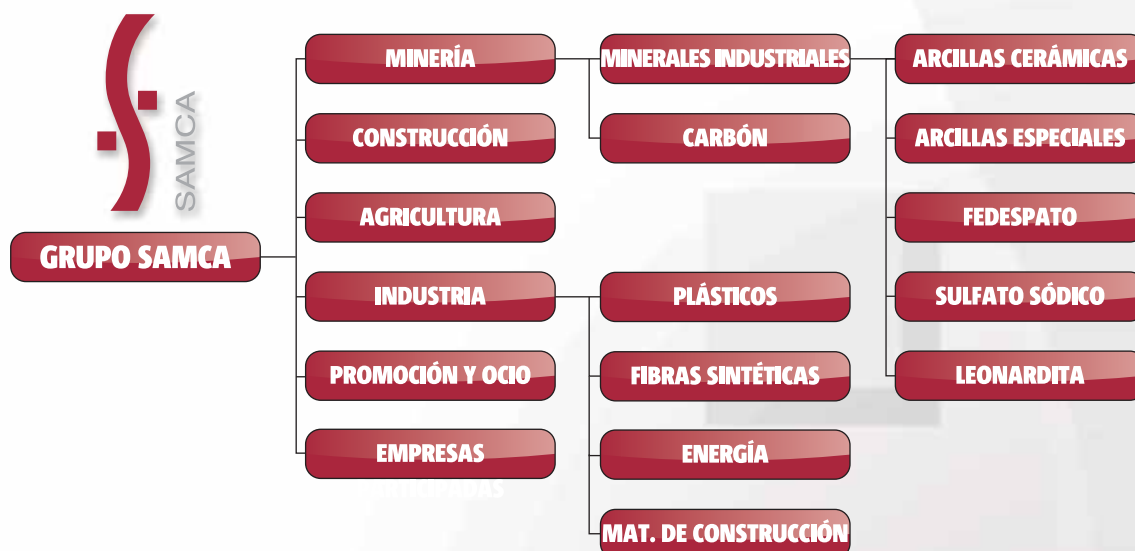 SAMCA
GRUPO SAMCA
MINERÍA
CONSTRUCCIÓN
AGRICULTURA
INDUSTRIA
PROMOCIÓN Y OCIO
EMPRESAS
MINERALES INDUSTRIALES
CARBÓN
PLÁSTICOS
FIBRAS SINTÉTICAS
ENERGÍA
MAT. DE CONSTRUCCIÓN
ARCILLAS CERÁMICAS
ARCILLAS ESPECIALES
FEDESPATO
SULFATO SÓDICO
LEONARDITA